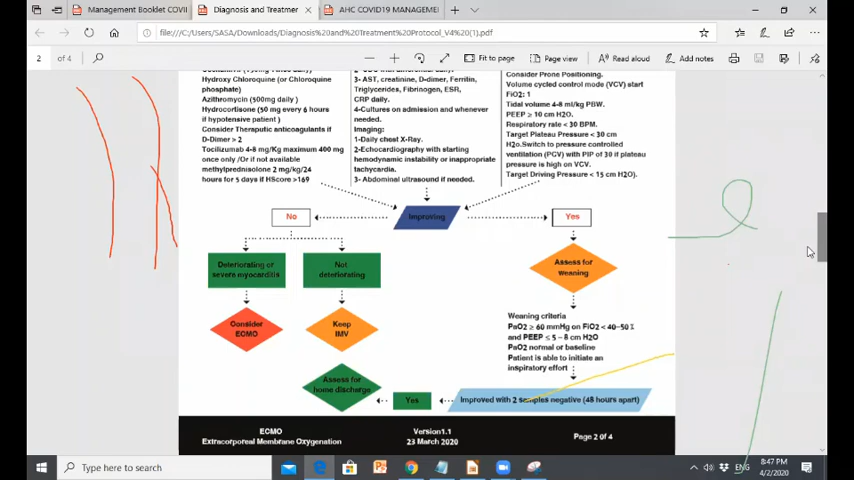 Management Booklet COVI
Diagnosis and Treatmer
AHC COVID19 MANAGEME
file:///C:/Users/SASA/Downloads/Diagnosis%20and%20Treatment%20Protocol_V4%20(1).pdf
2 of 4
Fit to page
Page view
Read aloud
Add notes
Hydroxy Chloroquine (or Chloroquine
phosphate)
Azithromycin (500mg daily )
Hydrocortisone (50 mg every 6 hours
if hypotensive patient )
Consider Theraputic anticoagulants if
D-Dimer > 2
Tocilizumab 4-8 mg/Kg maximum 400 mg
once only /Or if not available
methylprednisolone 2 mg/kg/24
hours for 5 days if HScore >169
3- AST, creatinine, D-dimer, Ferritin,
Triglycerides, Fibrinogen, ESR,
CRP daily.
4-Cultures on admission and whenever
needed.
Imaging:
1-Daily chest X-Ray.
2-Echocardiography with starting
hemodynamic instability or inappropriate
tachycardia.
3- Abdominal ultrasound if needed.
Consider Prone Positioning.
Volume cycled control mode (VCV) start
FiO2: 1
Tidal volume 4-8 ml/kg PBW.
PEEP ≥ 10 cm H2O.
Respiratory rate < 30 BPM.
Target Plateau Pressure < 30 cm
H2O.Switch to pressure controlled
ventilation (PCV) with PIP of 30 if plateau
pressure is high on VCV.
Target Driving Pressure < 15 cm H2O).
No
Improving
Yes
Deteriorating or
severe myocarditis
Not
deteriorating
Assess for
weaning
Consider
ECMO
Keep
IMV
Weaning criteria
PaO2 ≥ 60 mmHg on FiO2 < 40-50%
and PEEP ≤ 5 - 8 cm H2O
PaO2 normal or baseline
Patient is able to initiate an
inspiratory effort
Assess for
home discharge
Yes
Improved with 2 samples negative (48 hours apart)
ECMO
Extracorporeal Membrane Oxygenation
Version1.1
23 March 2020
Page 2 of 4
Type here to search
ENG
8:47 PM
4/2/2020